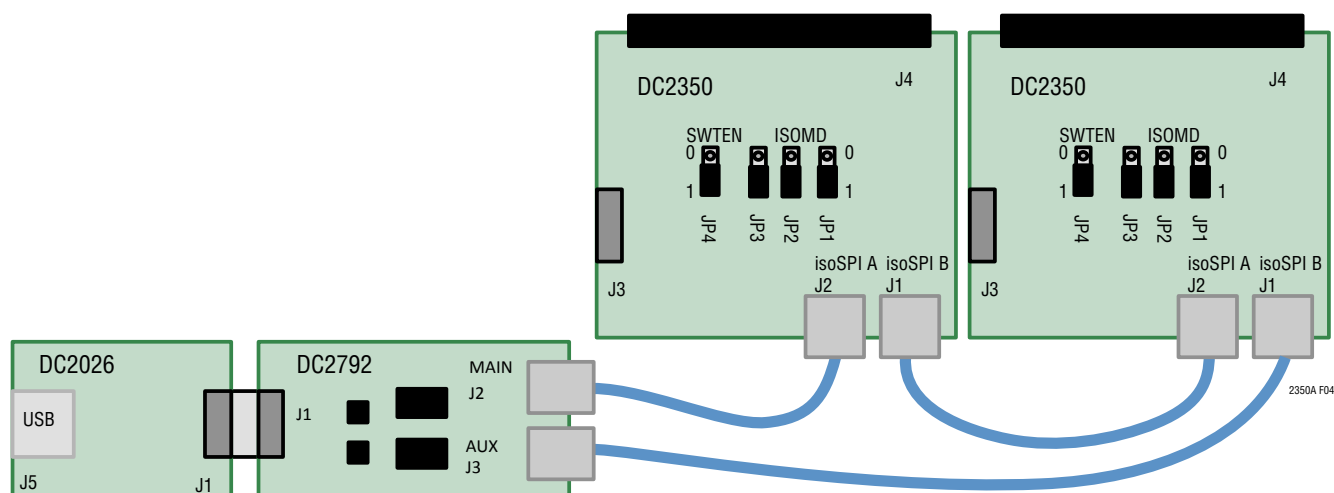 DC2350
J4
SWTEN ISOMD
0 0
1 1
JP4 JP3 JP2 JP1
J3
isoSPI A isoSPI B
J2 J1
DC2350
J4
SWTEN ISOMD
0 0
1 1
JP4 JP3 JP2 JP1
J3
isoSPI A isoSPI B
J2 J1
DC2026
USB
J5
J1
DC2792
J1
MAIN
J2
AUX
J3
2350A F04